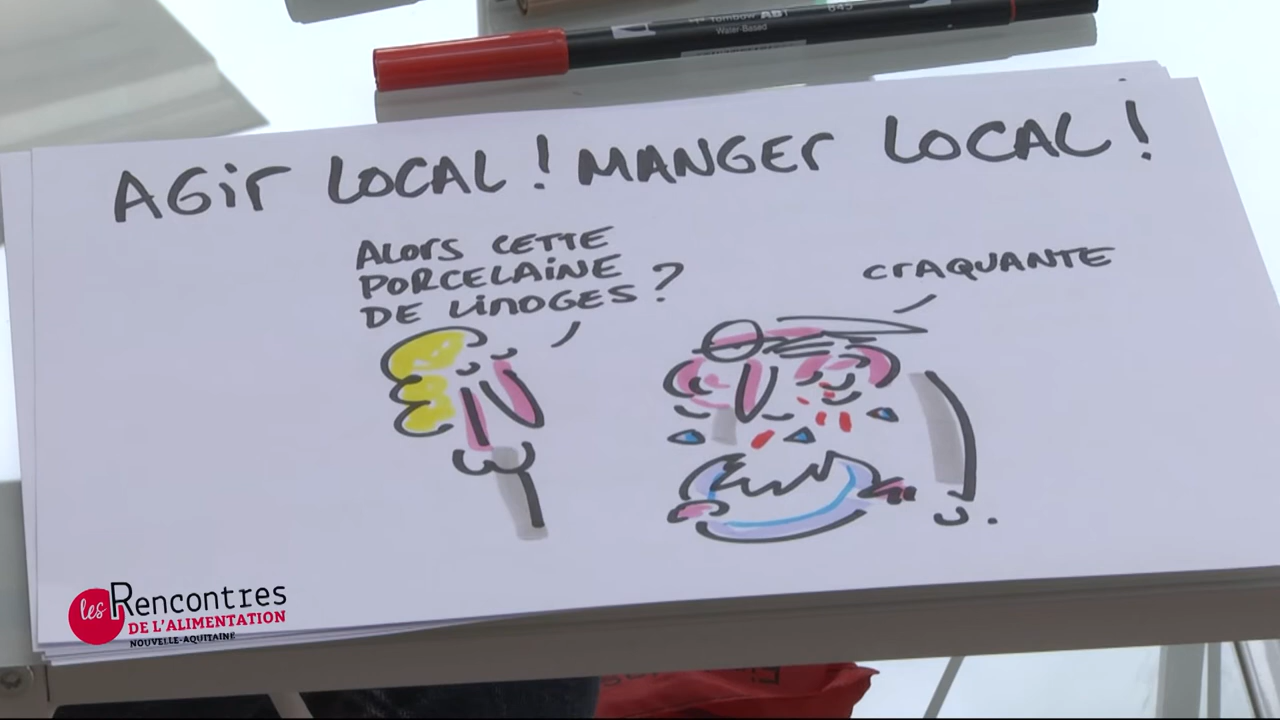 Tombow ABT
Water-Based
AGir LOCAL ! MANGEr LOCAL !
ALOrS CETTE
POrCELAiNE
DE LiMOGES ?
CrAQUANTE
les Rencontres
DE L'ALIMENTATION
NOUVELLE-AQUITAINE